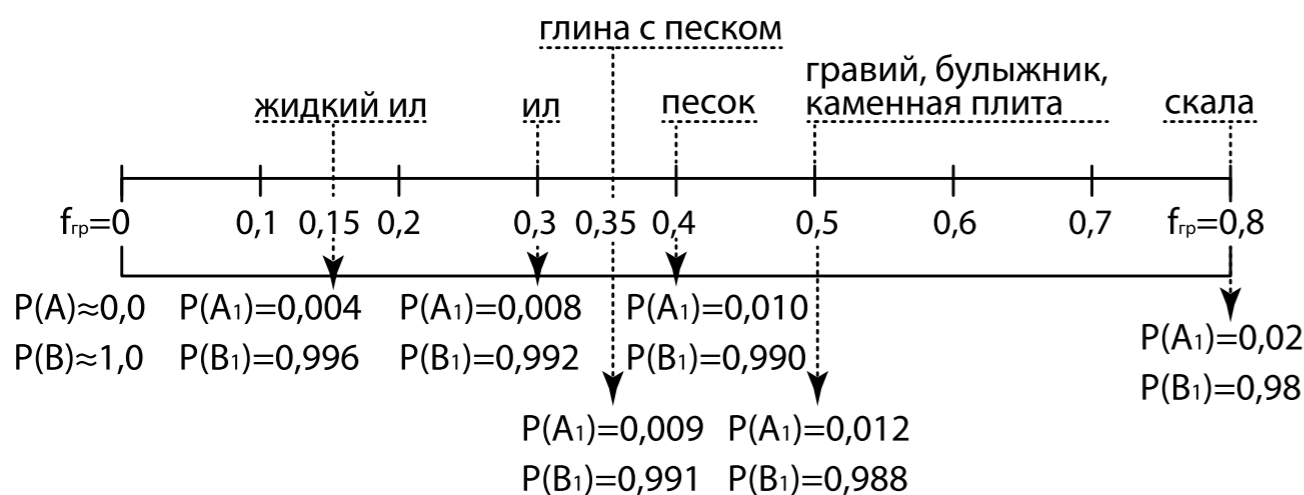 глина с песком
гравий, булыжник,
жидкий ил ил песок каменная плита скала
fгр=0 0,1 0,15 0,2 0,3 0,35 0,4 0,5 0,6 0,7 fгр=0,8
P(A)≈0,0 P(A1)=0,004 P(A1)=0,008 P(A1)=0,010
P(B)≈1,0 P(B1)=0,996 P(B1)=0,992 P(B1)=0,990
P(A1)=0,02
P(B1)=0,98
P(A1)=0,009 P(A1)=0,012
P(B1)=0,991 P(B1)=0,988